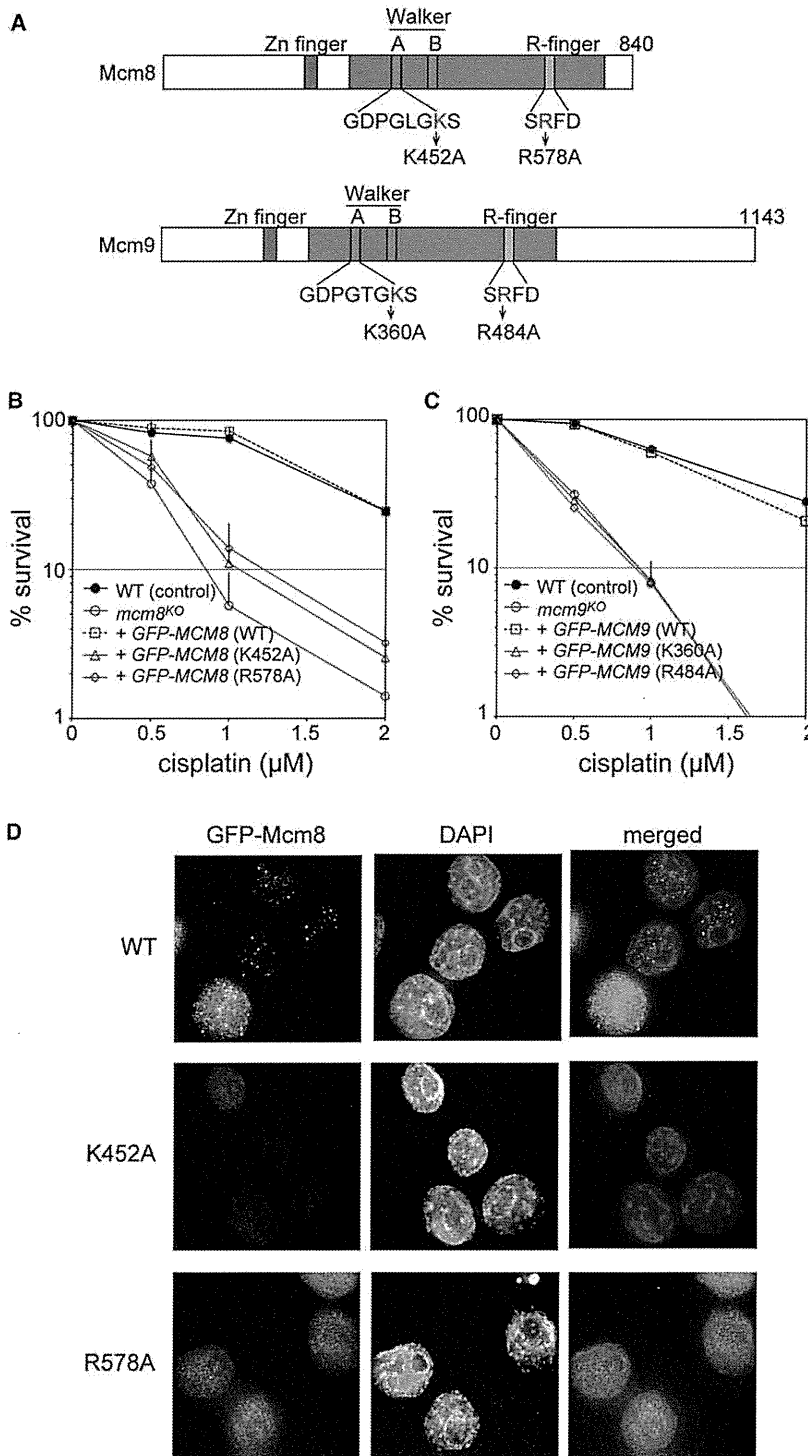 A
Walker
Zn finger A B R-finger 840
Mcm8
GDPGLGKS SRFD
K452A R578A
Walker
Zn finger A B R-finger 1143
Mcm9
GDPGTGKS SRFD
K360A R484A
B
100
10
1
% survival
WT (control)
mcm8KO
+ GFP-MCM8 (WT)
+ GFP-MCM8 (K452A)
+ GFP-MCM8 (R578A)
0 0.5 1 1.5 2
cisplatin (µM)
C
100
10
1
% survival
WT (control)
mcm9KO
+ GFP-MCM9 (WT)
+ GFP-MCM9 (K360A)
+ GFP-MCM9 (R484A)
0 0.5 1 1.5 2
cisplatin (µM)
D
GFP-Mcm8 DAPI merged
WT
K452A
R578A